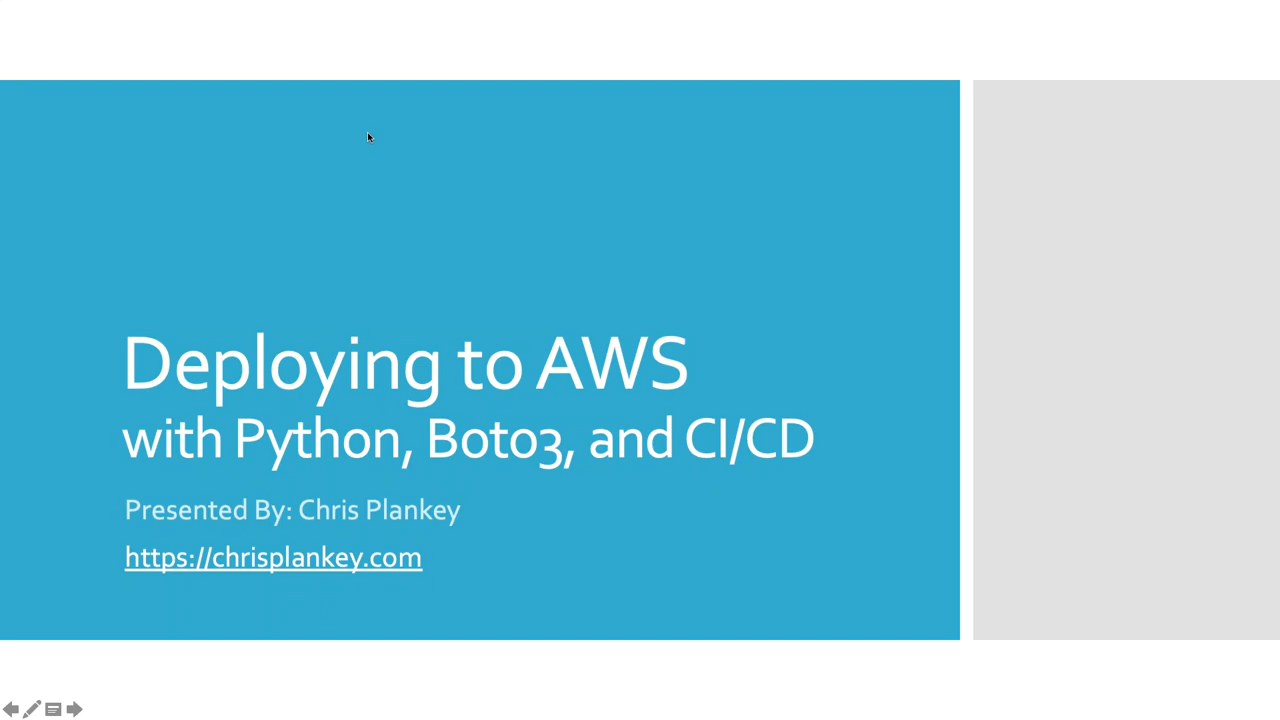 Deploying to AWS
with Python, Boto3, and CI/CD
Presented By: Chris Plankey
https://chrisplankey.com